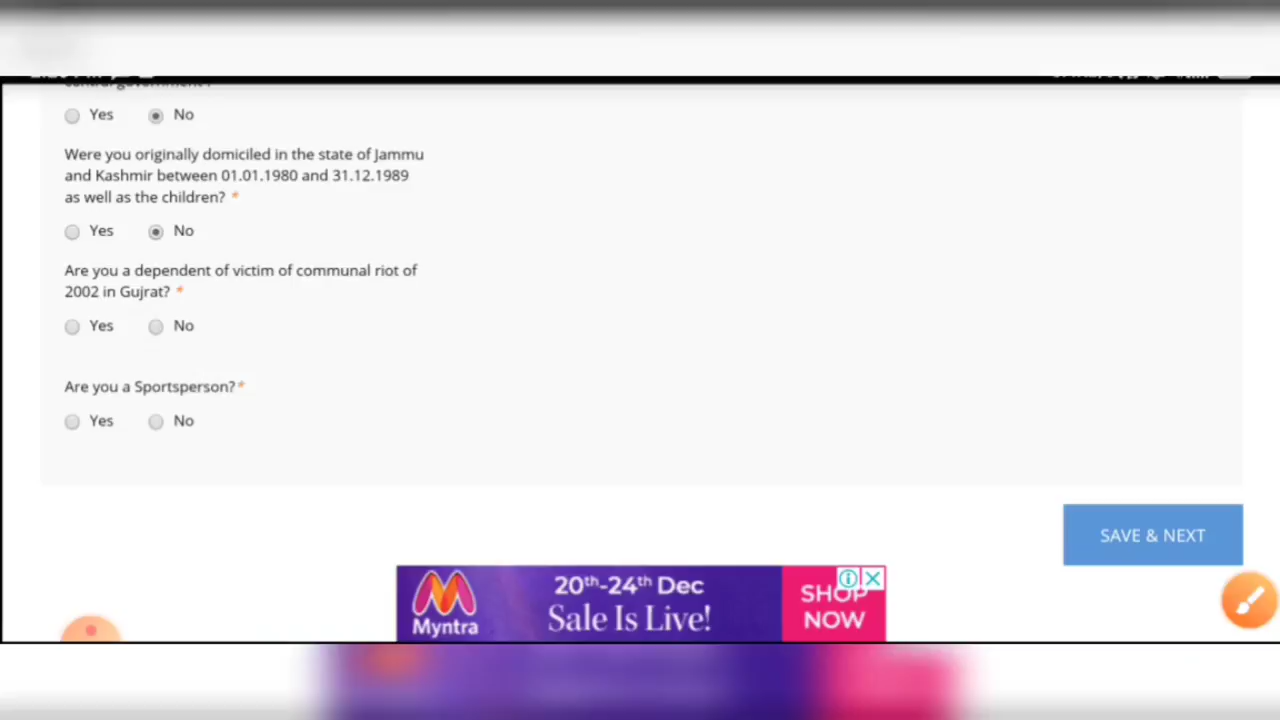 Yes No
Were you originally domiciled in the state of Jammu
and Kashmir between 01.01.1980 and 31.12.1989
as well as the children? *
Yes No
Are you a dependent of victim of communal riot of
2002 in Gujrat? *
Yes No
Are you a Sportsperson?*
Yes No
SAVE & NEXT
Myntra
20th-24th Dec
Sale Is Live!
SHOP
NOW